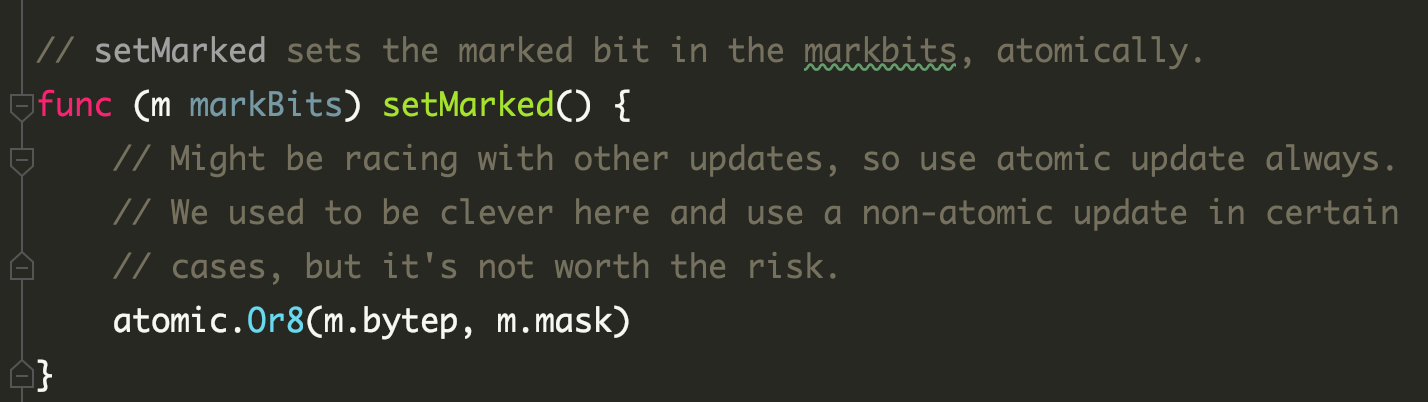 // setMarked sets the marked bit in the markbits, atomically.
func (m markBits) setMarked() {
    // Might be racing with other updates, so use atomic update always.
    // We used to be clever here and use a non-atomic update in certain
    // cases, but it's not worth the risk.
    atomic.Or8(m.bytep, m.mask)
}